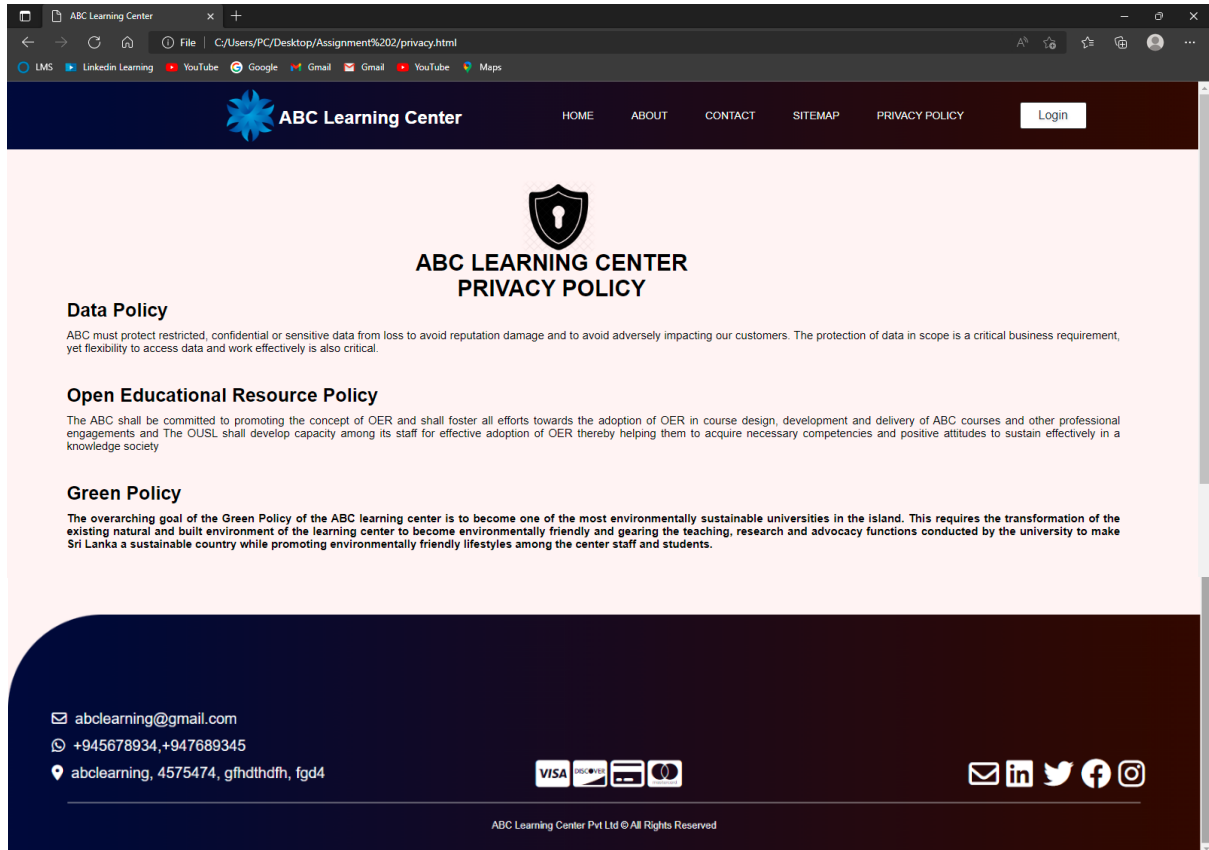 ABC Learning Center
File C:/Users/PC/Desktop/Assignment%202/privacy.html
LMS Linkedin Learning YouTube Google Gmail Gmail YouTube Maps
ABC Learning Center HOME ABOUT CONTACT SITEMAP PRIVACY POLICY Login
ABC LEARNING CENTER
PRIVACY POLICY
Data Policy
ABC must protect restricted, confidential or sensitive data from loss to avoid reputation damage and to avoid adversely impacting our customers. The protection of data in scope is a critical business requirement,
yet flexibility to access data and work effectively is also critical.
Open Educational Resource Policy
The ABC shall be committed to promoting the concept of OER and shall foster all efforts towards the adoption of OER in course design, development and delivery of ABC courses and other professional
engagements and The OUSL shall develop capacity among its staff for effective adoption of OER thereby helping them to acquire necessary competencies and positive attitudes to sustain effectively in a
knowledge society
Green Policy
The overarching goal of the Green Policy of the ABC learning center is to become one of the most environmentally sustainable universities in the island. This requires the transformation of the
existing natural and built environment of the learning center to become environmentally friendly and gearing the teaching, research and advocacy functions conducted by the university to make
Sri Lanka a sustainable country while promoting environmentally friendly lifestyles among the center staff and students.
abclearning@gmail.com
+945678934,+947689345
abclearning, 4575474, gfhdthdfh, fgd4
VISA DISCOVER
ABC Learning Center Pvt Ltd © All Rights Reserved